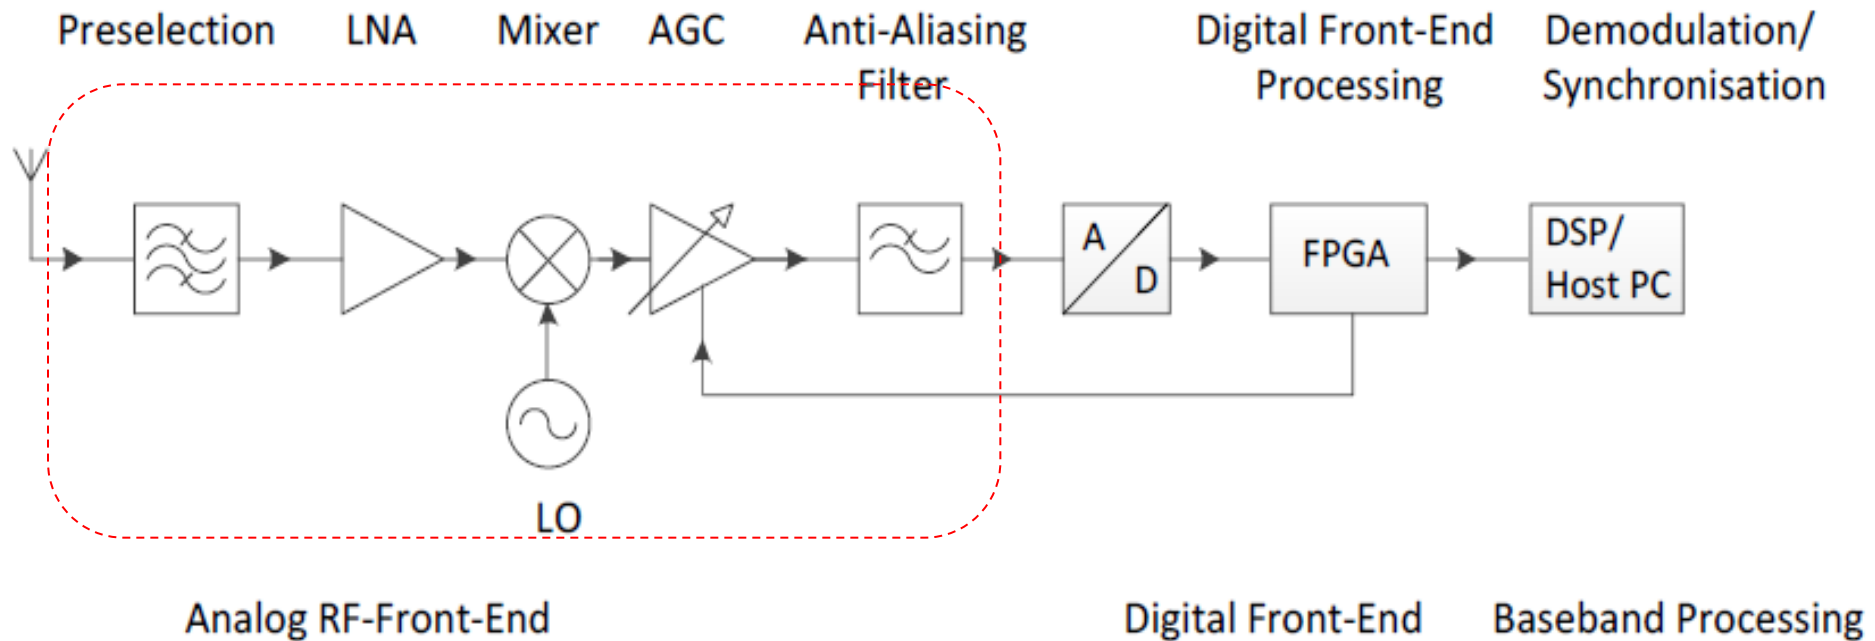 Preselection
LNA
Mixer
AGC
Anti-Aliasing
Filter
Digital Front-End
Processing
Demodulation/
Synchronisation
A
D
FPGA
DSP/
Host PC
LO
Analog RF-Front-End
Digital Front-End
Baseband Processing